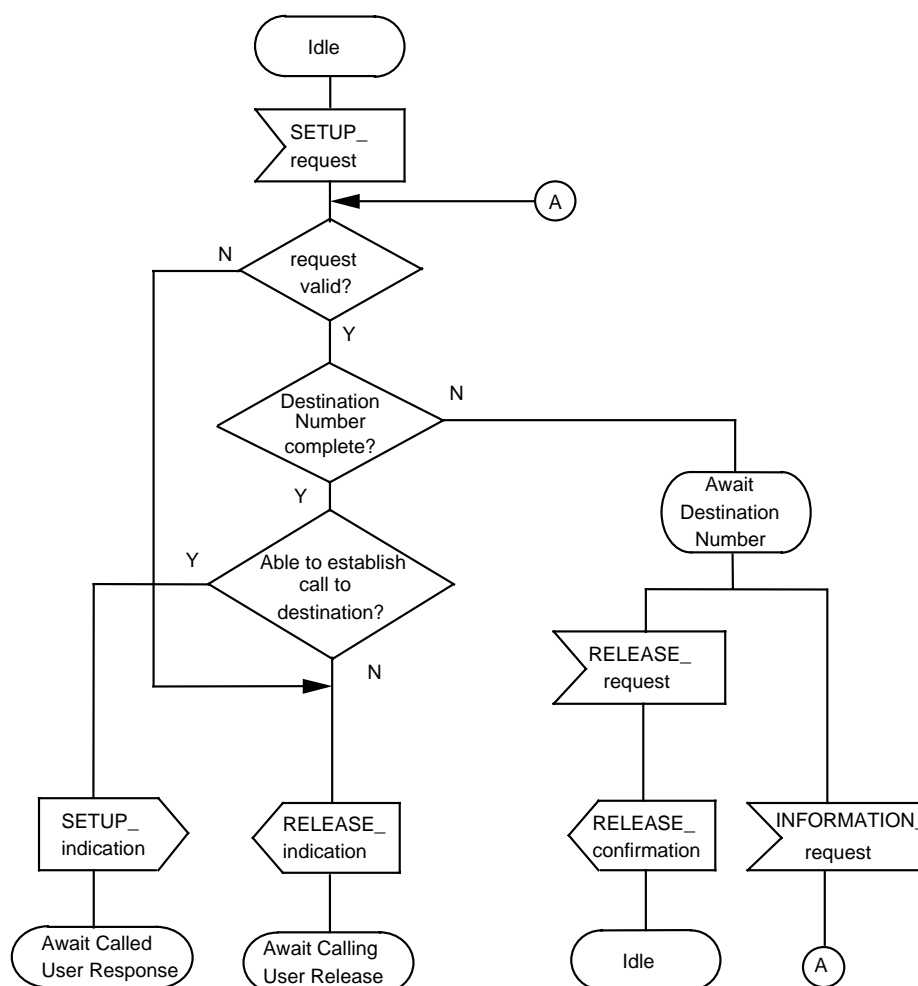 Idle
SETUP_
request
A
N
request
valid?
Y
Destination
Number
complete?
N
Y
Await
Destination
Number
Y
Able to establish
call to
destination?
N
RELEASE_
request
SETUP_
indication
RELEASE_
indication
RELEASE_
confirmation
INFORMATION_
request
Await Called
User Response
Await Calling
User Release
Idle
A